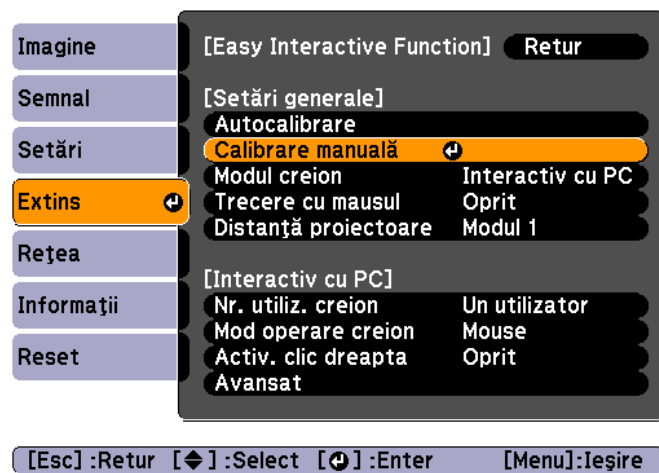 Imagine
Semnal
Setări
Extins
Reţea
Informaţii
Reset
[Easy Interactive Function] Retur
[Setări generale]
Autocalibrare
Calibrare manuală
Modul creion Interactiv cu PC
Trecere cu mausul Oprit
Distanţă proiectoare Modul 1
[Interactiv cu PC]
Nr. utiliz. creion Un utilizator
Mod operare creion Mouse
Activ. clic dreapta Oprit
Avansat
[Esc] :Retur [◆] :Select [↵] :Enter [Menu]:Ieşire